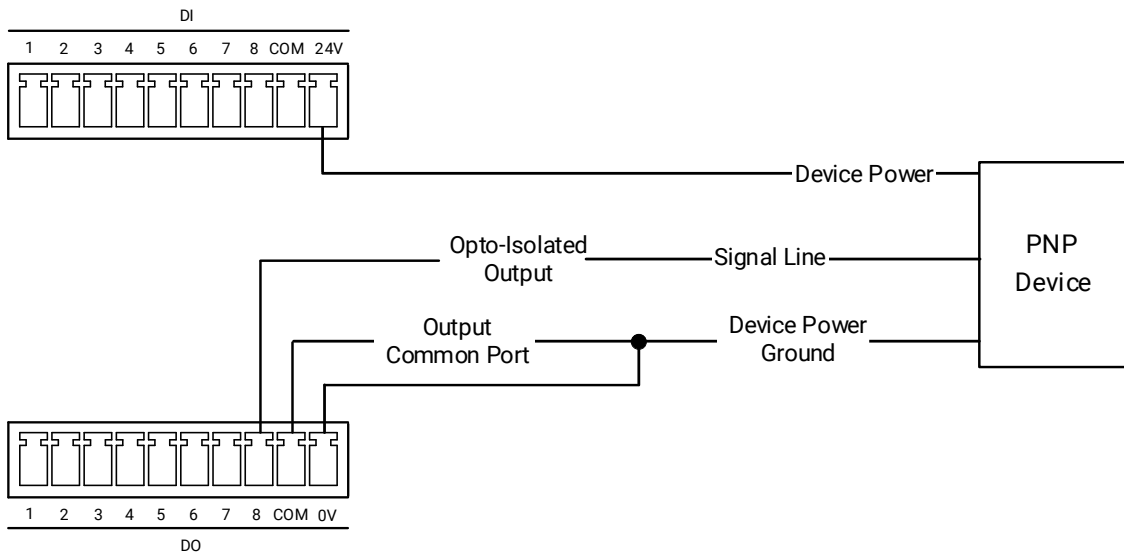 DI
1 2 3 4 5 6 7 8 COM 24V
Device Power
Opto-Isolated
Output
Signal Line
PNP
Device
Output
Common Port
Device Power
Ground
1 2 3 4 5 6 7 8 COM 0V
DO